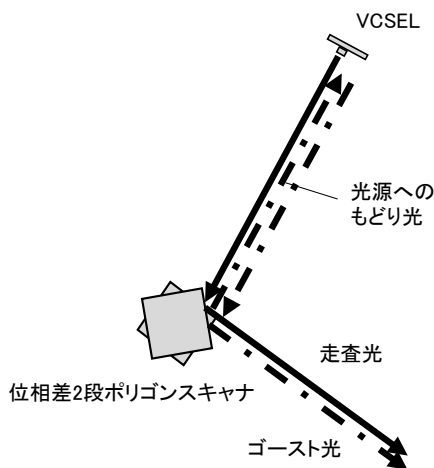 VCSEL
光源への
もどり光
走査光
位相差2段ポリゴンスキャナ
ゴースト光